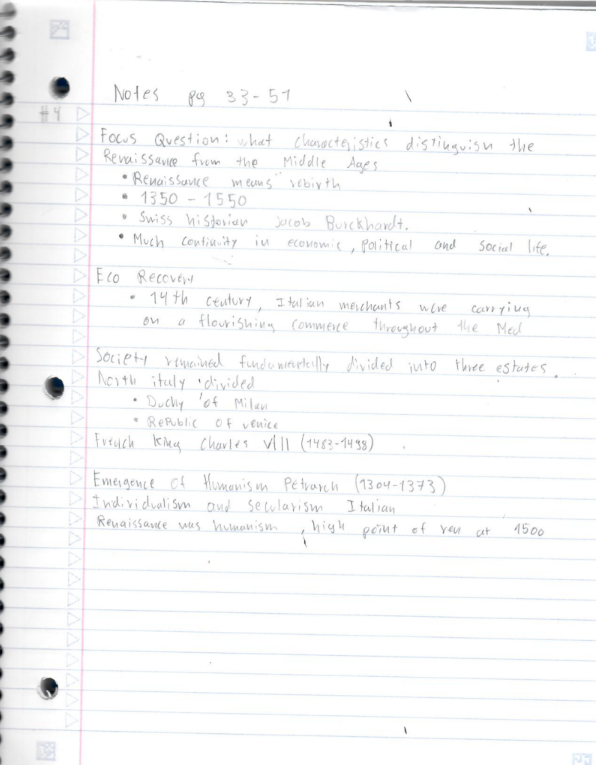 Notes pg 33-51
#4
Focus Question: what characteristics distinguish the
Renaissance from the Middle Ages
• Renaissance means rebirth
• 1350 - 1550
• Swiss historian jacob Burckhardt.
• Much continuity in economic, Political and Social life.
Eco Recovery
• 14th century, Italian merchants were carrying
on a flourishing commerce throughout the Med
Society remained fundamentally divided into three estates.
North italy divided
• Duchy of Milan
• Republic of venice
French King Charles VIII (1483-1498)
Emergence of Humanism Petrarch (1304-1373)
Individualism and Secularism Italian
Renaissance was humanism, high point of ren at 1500